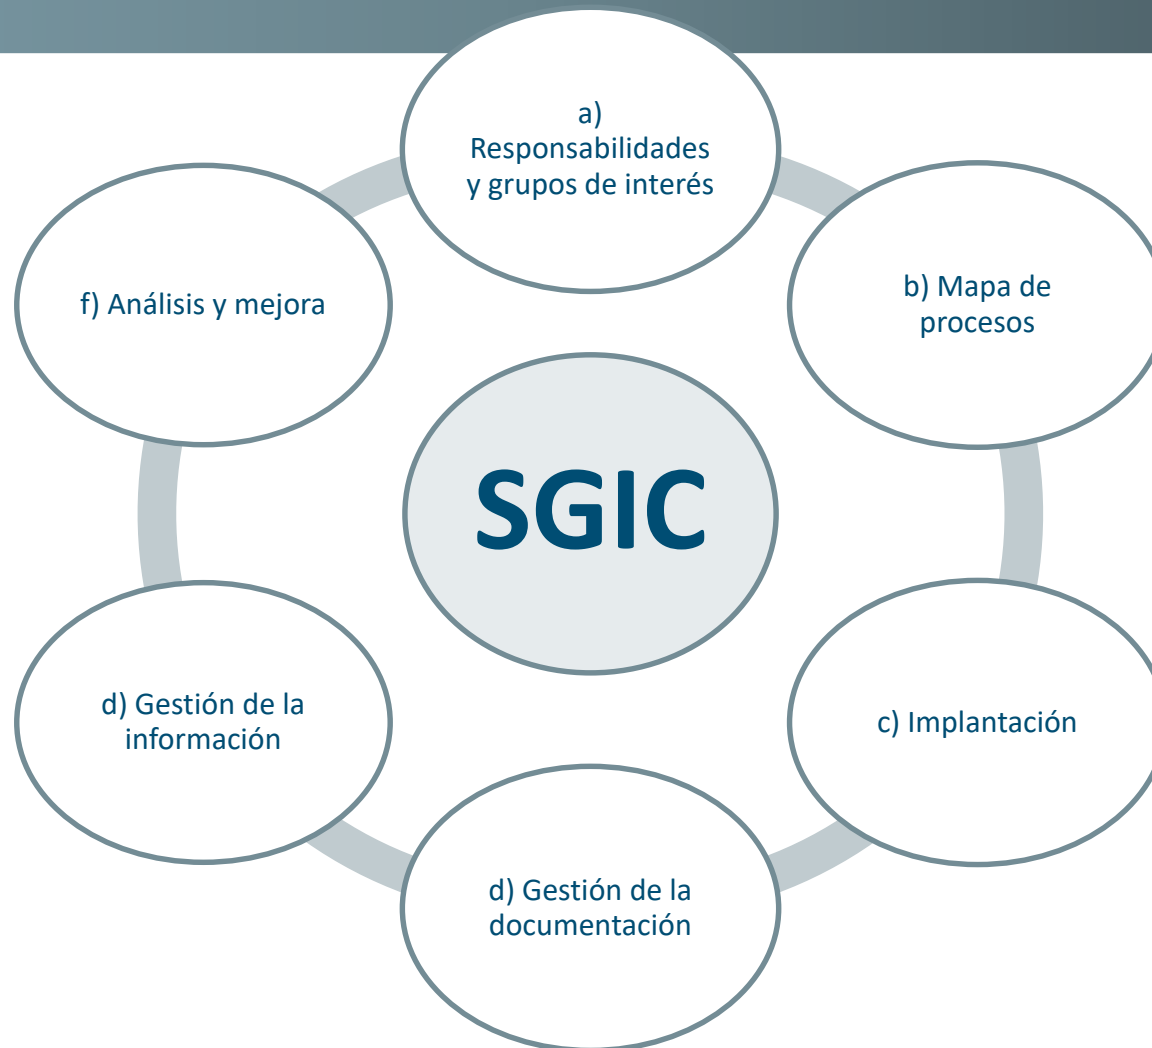 a)
Responsabilidades
y grupos de interés
b) Mapa de
procesos
c) Implantación
d) Gestión de la
documentación
d) Gestión de la
información
f) Análisis y mejora
SGIC